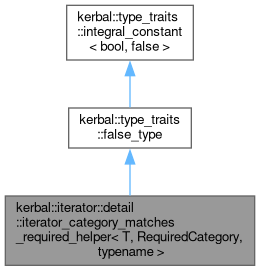 kerbal::type_traits
::integral_constant
< bool, false >
kerbal::type_traits
::false_type
kerbal::iterator::detail
::iterator_category_matches
_required_helper< T, RequiredCategory,
typename >